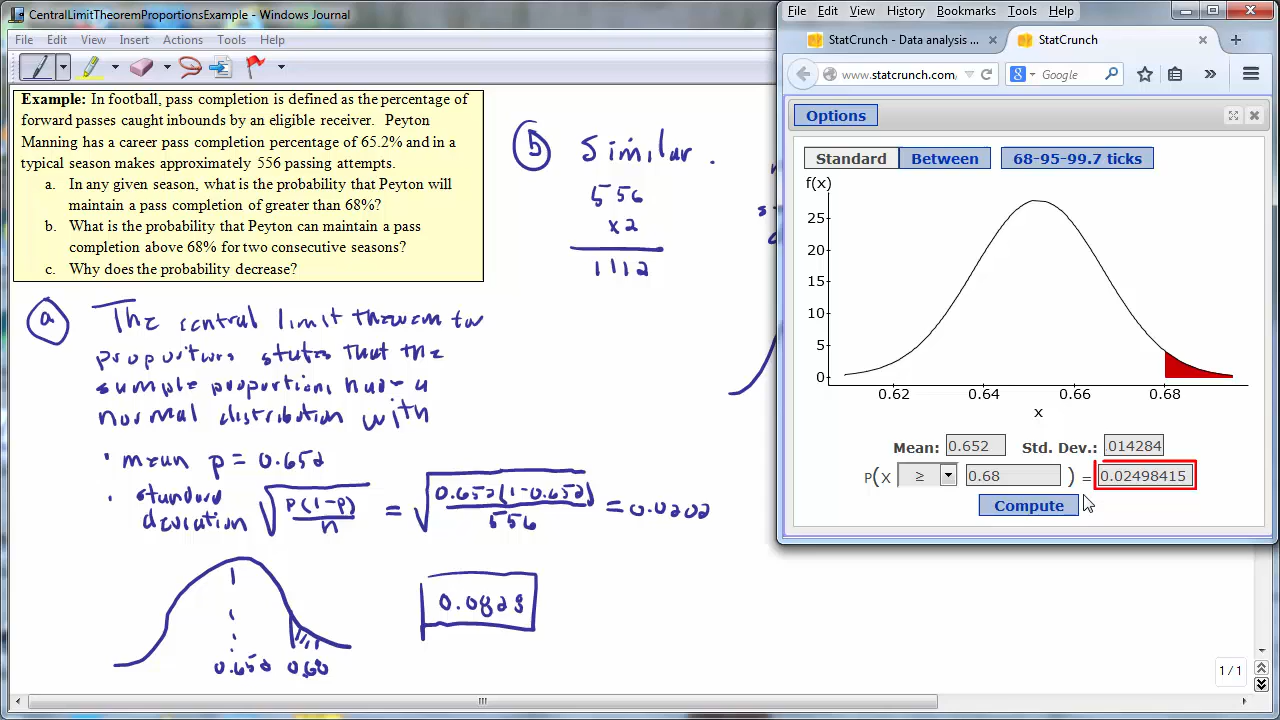 CentralLimitTheoremProportionsExample - Windows Journal
File Edit View Insert Actions Tools Help
Example: In football, pass completion is defined as the percentage of
forward passes caught inbounds by an eligible receiver. Peyton
Manning has a career pass completion percentage of 65.2% and in a
typical season makes approximately 556 passing attempts.
a. In any given season, what is the probability that Peyton will
maintain a pass completion of greater than 68%?
b. What is the probability that Peyton can maintain a pass
completion above 68% for two consecutive seasons?
c. Why does the probability decrease?
a The central limit theorem for
proportions states that the
sample proportions have a
normal distribution with
• mean p = 0.652
• standard
deviation √(p(1-p)/n) = √(0.652(1-0.652)/556) = 0.0202
0.652 0.68
0.0828
b Similar.
556
x2
1112
File Edit View History Bookmarks Tools Help
StatCrunch - Data analysis ... × StatCrunch × +
www.statcrunch.com/ Google »
Options
Standard Between 68-95-99.7 ticks
f(x)
25
20
15
10
5
0
0.62 0.64 0.66 0.68
x
Mean: 0.652 Std. Dev.: .014284
P(X ≥ 0.68 ) = 0.02498415
Compute
1 / 1